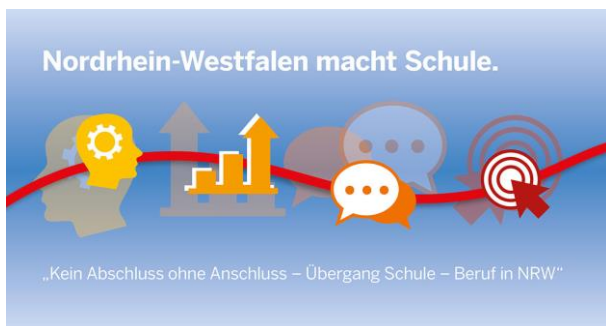 Nordrhein-Westfalen macht Schule.
„Kein Abschluss ohne Anschluss – Übergang Schule – Beruf in NRW“